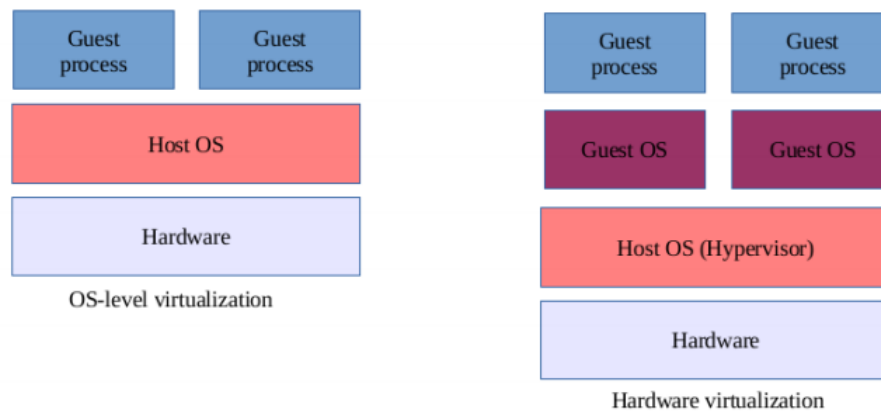 Guest
process
Guest
process
Host OS
Hardware
OS-level virtualization
Guest
process
Guest
process
Guest OS
Guest OS
Host OS (Hypervisor)
Hardware
Hardware virtualization